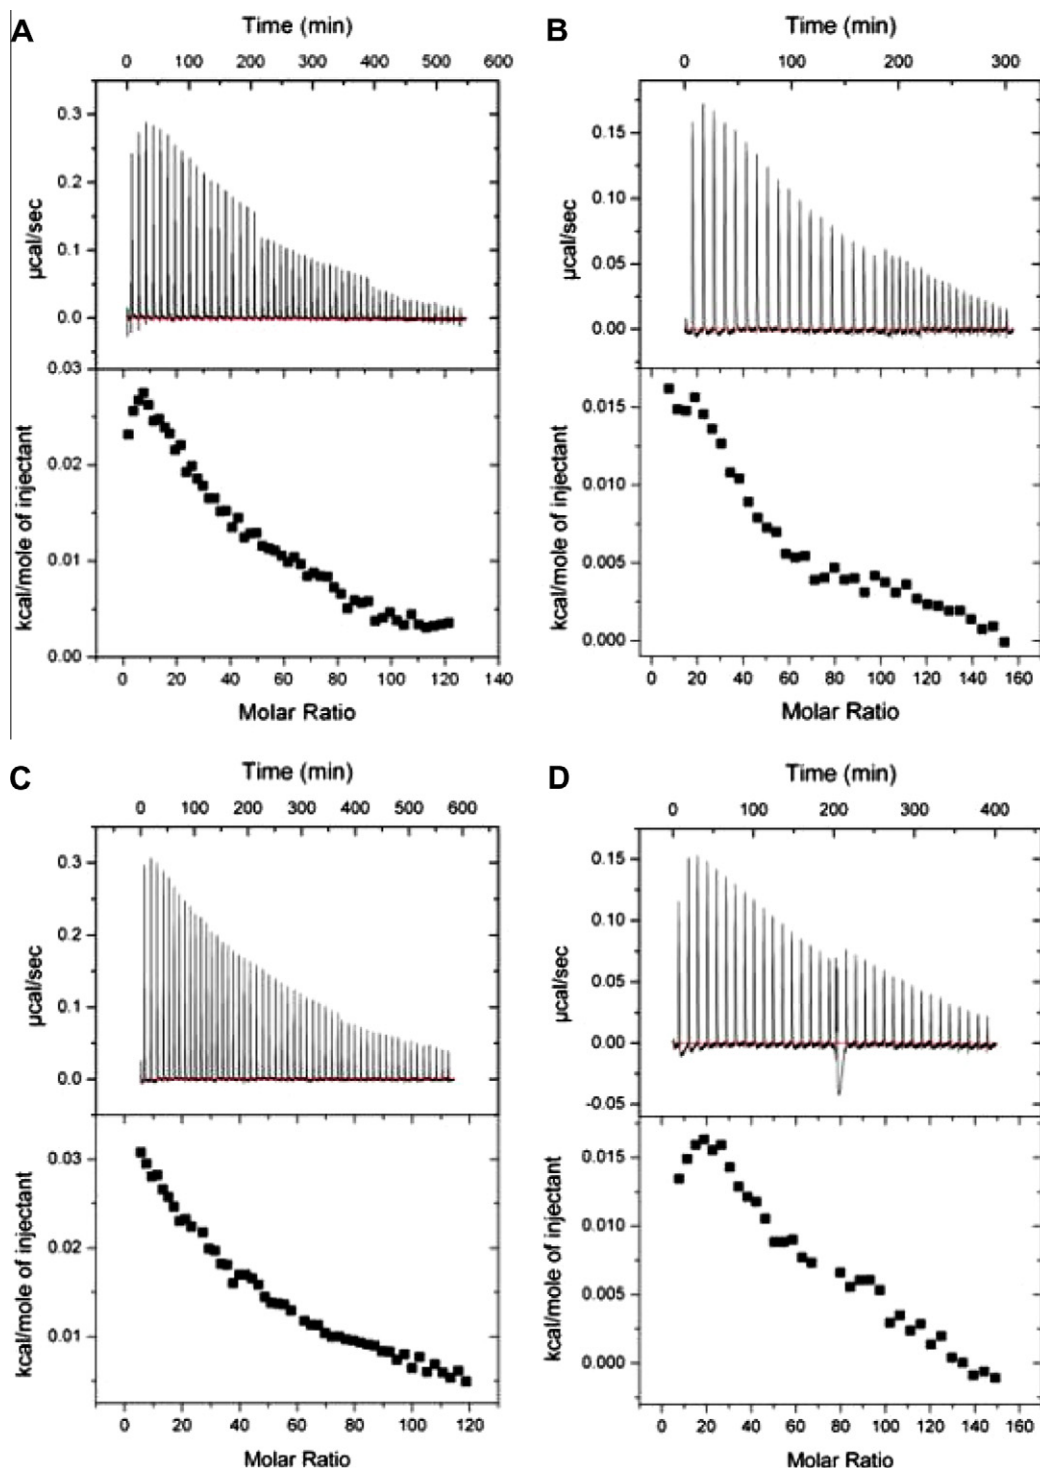 A
Time (min)
0 100 200 300 400 500 600
0.3
0.2
0.1
0.0
µcal/sec
0.03
0.02
0.01
0.00
kcal/mole of injectant
0 20 40 60 80 100 120 140
Molar Ratio
B
Time (min)
0 100 200 300
0.15
0.10
0.05
0.00
µcal/sec
0.015
0.010
0.005
0.000
kcal/mole of injectant
0 20 40 60 80 100 120 140 160
Molar Ratio
C
Time (min)
0 100 200 300 400 500 600
0.3
0.2
0.1
0.0
µcal/sec
0.03
0.02
0.01
kcal/mole of injectant
0 20 40 60 80 100 120
Molar Ratio
D
Time (min)
0 100 200 300 400
0.15
0.10
0.05
0.00
-0.05
µcal/sec
0.015
0.010
0.005
0.000
kcal/mole of injectant
0 20 40 60 80 100 120 140 160
Molar Ratio